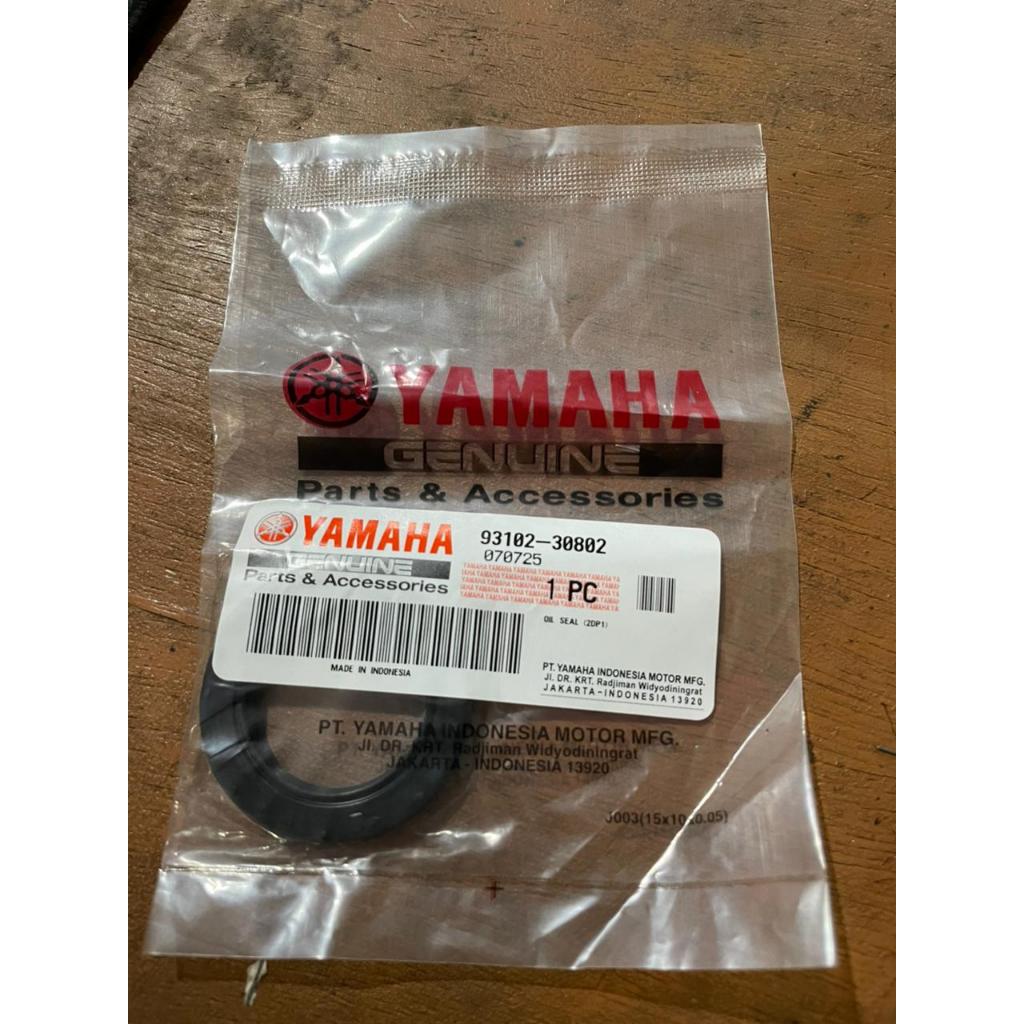 YAMAHA
GENUINE
Parts & Accessories
YAMAHA
GENUINE
Parts & Accessories
93102-30802
070725
1 PC
OIL SEAL (2DP1)
MADE IN INDONESIA
PT. YAMAHA INDONESIA MOTOR MFG.
Jl. DR. KRT. Radjiman Widyodiningrat
JAKARTA-INDONESIA 13920
PT. YAMAHA INDONESIA MOTOR MFG.
Jl. DR. KRT. Radjiman Widyodiningrat
JAKARTA - INDONESIA 13920